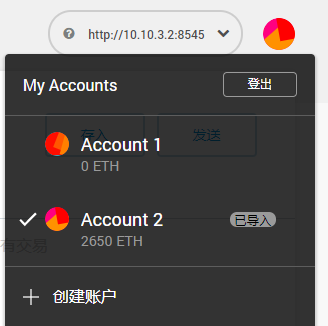 http://10.10.3.2:8545
My Accounts
登出
存入
发送
Account 1
0 ETH
Account 2
已导入
2650 ETH
有交易
创建账户